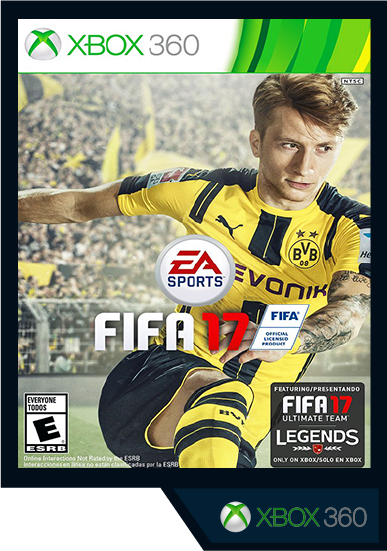 XBOX 360
NTSC
BVB
09
EVONIK
EA
SPORTS
FIFA 17
FIFA
OFFICIAL
LICENSED
PRODUCT
EVERYONE
TODOS
E
ESRB
Online Interactions Not Rated by the ESRB
Interacciones en línea no están clasificadas por la ESRB
FEATURING/PRESENTANDO
FIFA 17
ULTIMATE TEAM
LEGENDS
ONLY ON XBOX/SOLO EN XBOX
BVB
XBOX 360